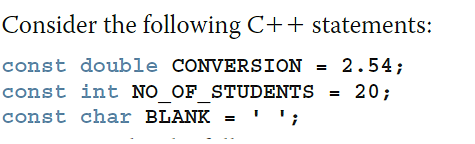 Consider the following C++ statements:
const double CONVERSION = 2.54;
const int NO_OF_STUDENTS = 20;
const char BLANK = ' ';